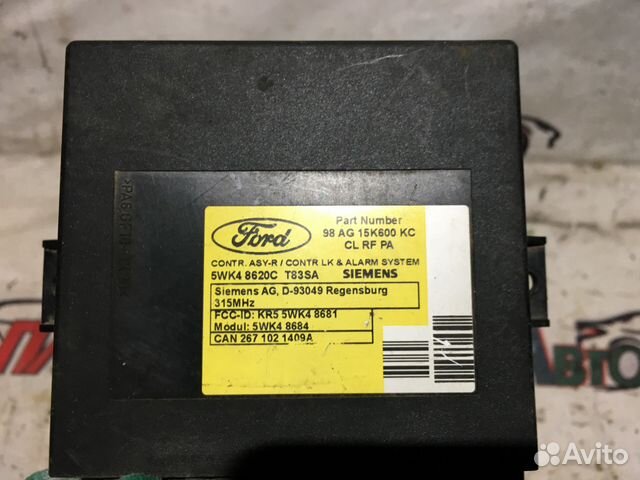 Ford
Part Number
98 AG 15K600 KC
CL RF PA
CONTR. ASY-R / CONTR LK & ALARM SYSTEM
5WK4 8620C T83SA SIEMENS
Siemens AG, D-93049 Regensburg
315MHz
FCC-ID: KR5 5WK4 8681
Modul: 5WK4 8684
CAN 267 102 1409A
Avito